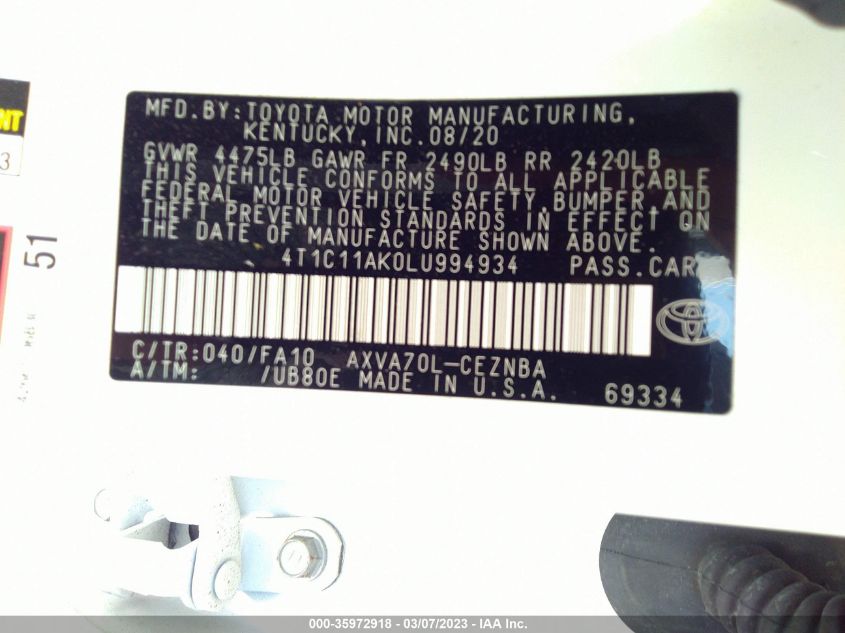 NT
3
51
MFD.BY:TOYOTA MOTOR MANUFACTURING,
KENTUCKY,INC.08/20
GVWR 4475LB GAWR FR 2490LB RR 2420LB
THIS VEHICLE CONFORMS TO ALL APPLICABLE
FEDERAL MOTOR VEHICLE SAFETY,BUMPER,AND
THEFT PREVENTION STANDARDS IN EFFECT ON
THE DATE OF MANUFACTURE SHOWN ABOVE.
4T1C11AK0LU994934 PASS.CAR
C/TR:040/FA10 AXVA70L-CEZNBA
A/TM: /UB80E MADE IN U.S.A. 69334
000-35972918 - 03/07/2023 - IAA Inc.